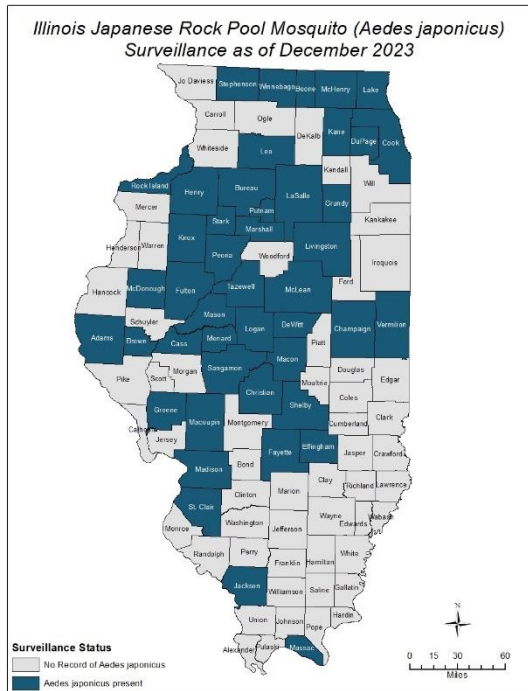 Illinois Japanese Rock Pool Mosquito (Aedes japonicus)
Surveillance as of December 2023
Jo Daviess
Stephenson
Winnebago
Boone
McHenry
Lake
Carroll
Ogle
DeKalb
Kane
DuPage
Cook
Whiteside
Lee
Kendall
Will
Rock Island
Henry
Bureau
LaSalle
Grundy
Mercer
Putnam
Kankakee
Stark
Marshall
Knox
Livingston
Henderson
Warren
Peoria
Woodford
Iroquois
Ford
Hancock
McDonough
Fulton
Tazewell
McLean
Mason
Schuyler
Logan
DeWitt
Champaign
Vermilion
Adams
Brown
Cass
Menard
Piatt
Macon
Sangamon
Morgan
Scott
Pike
Douglas
Edgar
Moultrie
Christian
Coles
Shelby
Greene
Macoupin
Montgomery
Cumberland
Clark
Calhoun
Jersey
Fayette
Effingham
Jasper
Crawford
Madison
Bond
Clay
Richland
Lawrence
Clinton
Marion
St. Clair
Wayne
Edwards
Wabash
Monroe
Washington
Jefferson
Randolph
Perry
Franklin
Hamilton
White
Jackson
Williamson
Saline
Gallatin
Union
Johnson
Pope
Hardin
Alexander
Pulaski
Massac
N
Surveillance Status
No Record of Aedes japonicus
Aedes japonicus present
0 15 30 60
Miles